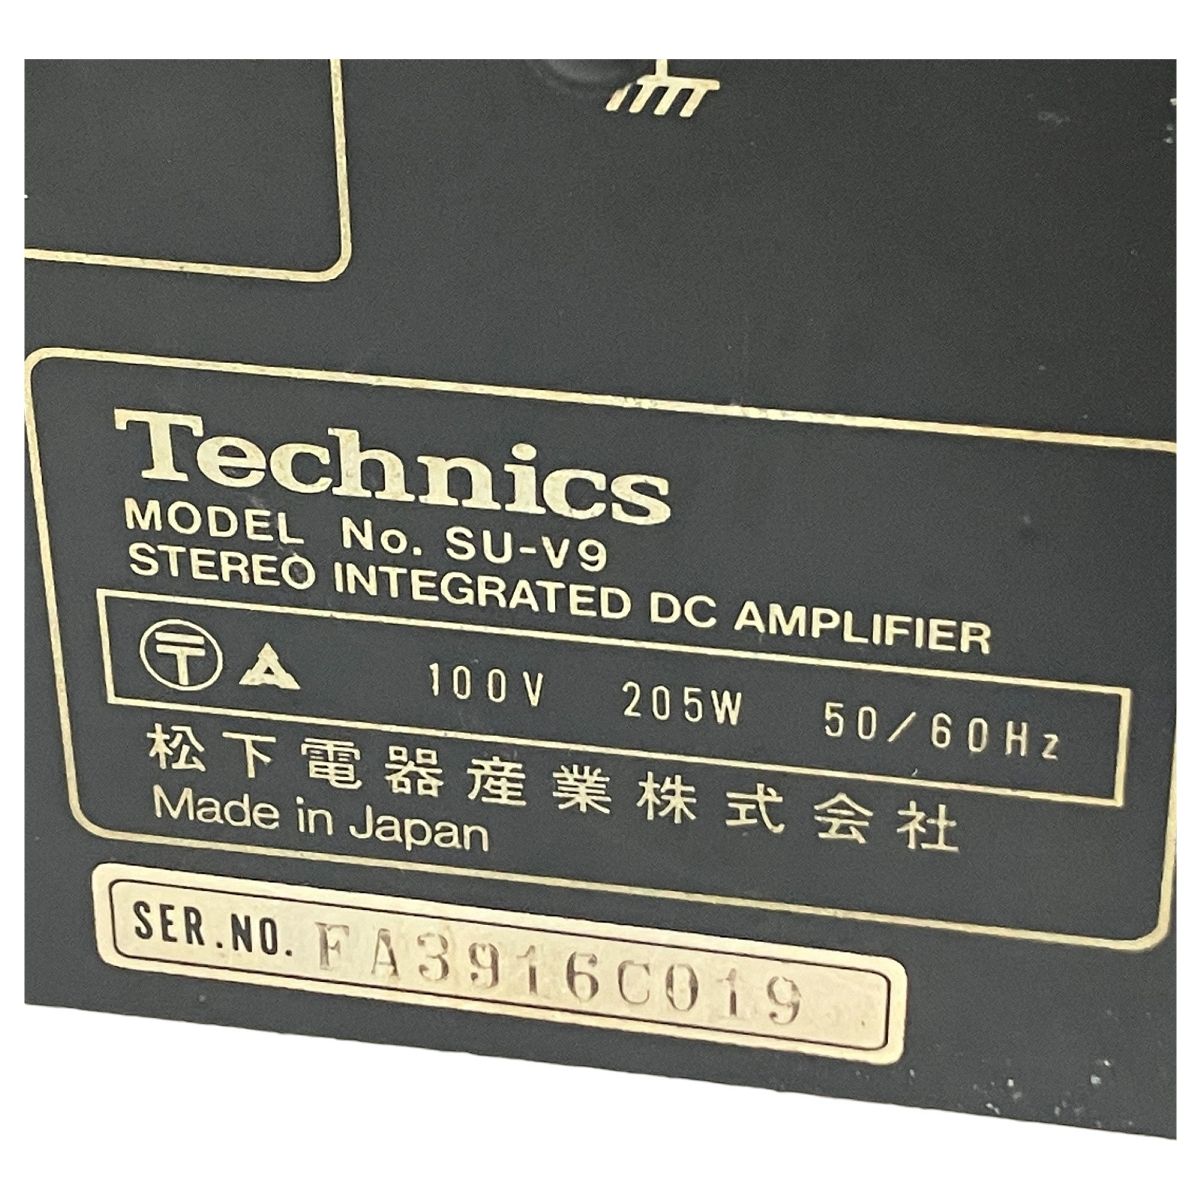 Technics
MODEL No. SU-V9
STEREO INTEGRATED DC AMPLIFIER
〒 100V 205W 50/60Hz
松下電器産業株式会社
Made in Japan
SER.NO. FA3916C019